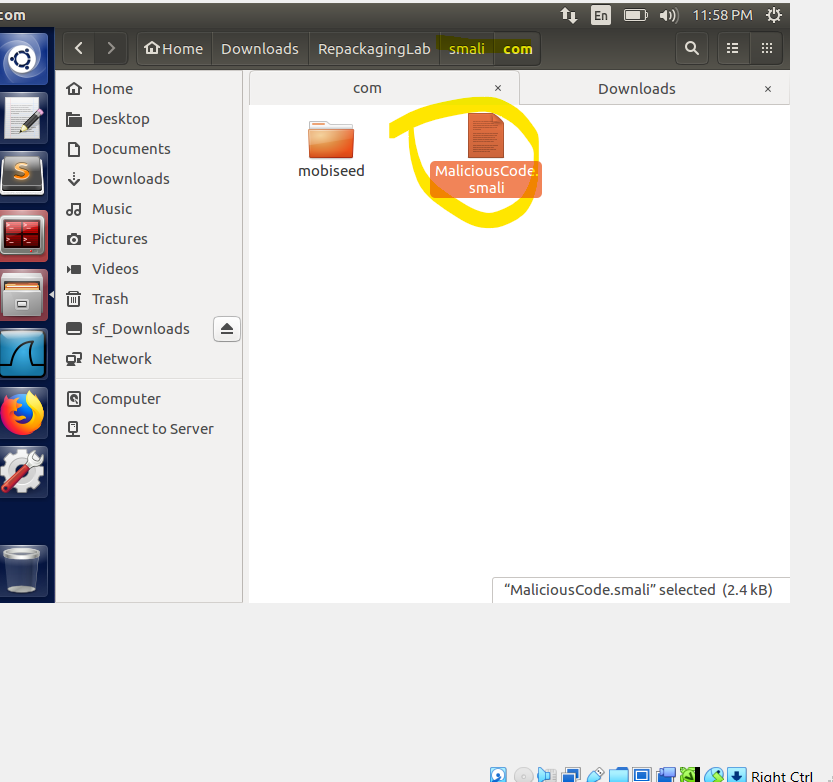 com
En
11:58 PM
Home
Downloads
RepackagingLab
smali
com
Home
Desktop
Documents
Downloads
Music
Pictures
Videos
Trash
sf_Downloads
Network
Computer
Connect to Server
com
×
Downloads
×
mobiseed
MaliciousCode.
smali
“MaliciousCode.smali” selected (2.4 kB)
Right Ctrl